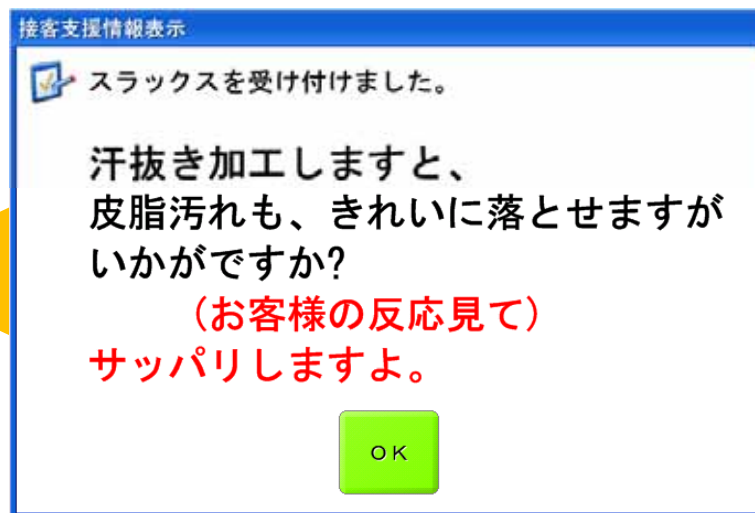 接客支援情報表示
スラックスを受け付けました。
汗抜き加工しますと、
皮脂汚れも、きれいに落とせますが
いかがですか?
(お客様の反応見て)
サッパリしますよ。
OK